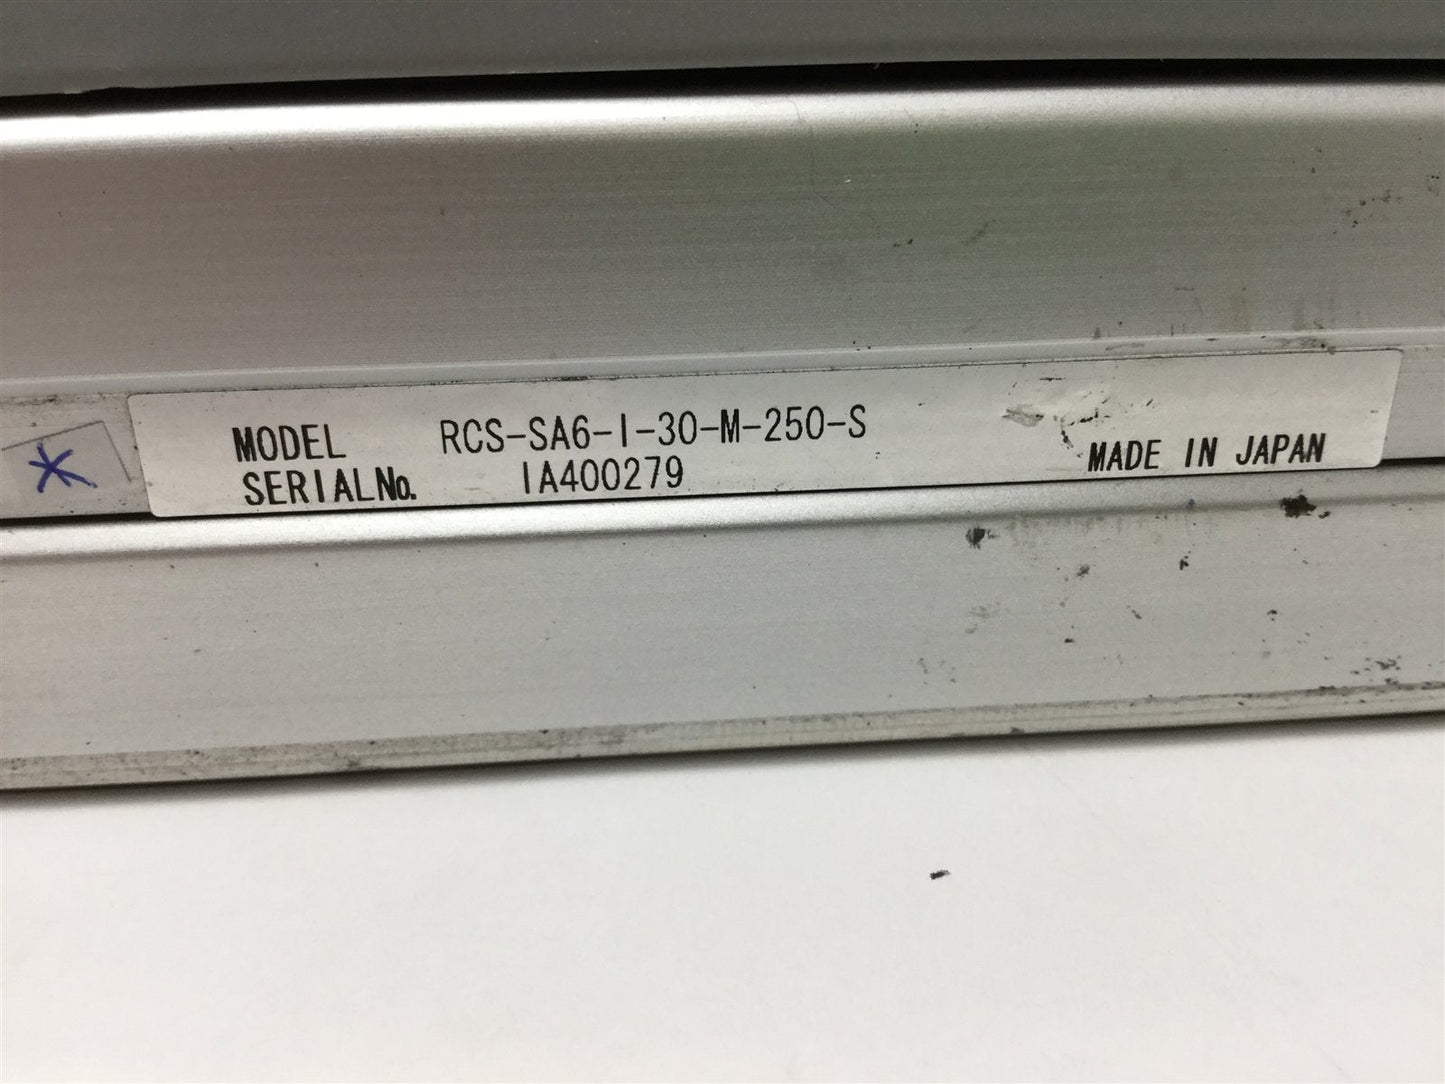 MODEL RCS-SA6-I-30-M-250-S
SERIALNo. IA400279
MADE IN JAPAN